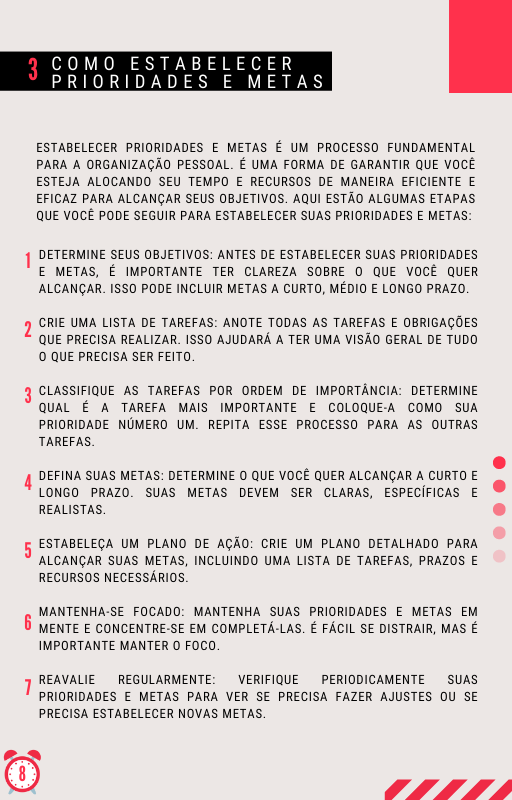 3
COMO ESTABELECER
PRIORIDADES E METAS
ESTABELECER PRIORIDADES E METAS É UM PROCESSO FUNDAMENTAL
PARA A ORGANIZAÇÃO PESSOAL. É UMA FORMA DE GARANTIR QUE VOCÊ
ESTEJA ALOCANDO SEU TEMPO E RECURSOS DE MANEIRA EFICIENTE E
EFICAZ PARA ALCANÇAR SEUS OBJETIVOS. AQUI ESTÃO ALGUMAS ETAPAS
QUE VOCÊ PODE SEGUIR PARA ESTABELECER SUAS PRIORIDADES E METAS:
1 DETERMINE SEUS OBJETIVOS: ANTES DE ESTABELECER SUAS PRIORIDADES
E METAS, É IMPORTANTE TER CLAREZA SOBRE O QUE VOCÊ QUER
ALCANÇAR. ISSO PODE INCLUIR METAS A CURTO, MÉDIO E LONGO PRAZO.
2 CRIE UMA LISTA DE TAREFAS: ANOTE TODAS AS TAREFAS E OBRIGAÇÕES
QUE PRECISA REALIZAR. ISSO AJUDARÁ A TER UMA VISÃO GERAL DE TUDO
O QUE PRECISA SER FEITO.
3 CLASSIFIQUE AS TAREFAS POR ORDEM DE IMPORTÂNCIA: DETERMINE
QUAL É A TAREFA MAIS IMPORTANTE E COLOQUE-A COMO SUA
PRIORIDADE NÚMERO UM. REPITA ESSE PROCESSO PARA AS OUTRAS
TAREFAS.
4 DEFINA SUAS METAS: DETERMINE O QUE VOCÊ QUER ALCANÇAR A CURTO E
LONGO PRAZO. SUAS METAS DEVEM SER CLARAS, ESPECÍFICAS E
REALISTAS.
5 ESTABELEÇA UM PLANO DE AÇÃO: CRIE UM PLANO DETALHADO PARA
ALCANÇAR SUAS METAS, INCLUINDO UMA LISTA DE TAREFAS, PRAZOS E
RECURSOS NECESSÁRIOS.
6 MANTENHA-SE FOCADO: MANTENHA SUAS PRIORIDADES E METAS EM
MENTE E CONCENTRE-SE EM COMPLETÁ-LAS. É FÁCIL SE DISTRAIR, MAS É
IMPORTANTE MANTER O FOCO.
7 REAVALIE REGULARMENTE: VERIFIQUE PERIODICAMENTE SUAS
PRIORIDADES E METAS PARA VER SE PRECISA FAZER AJUSTES OU SE
PRECISA ESTABELECER NOVAS METAS.
8